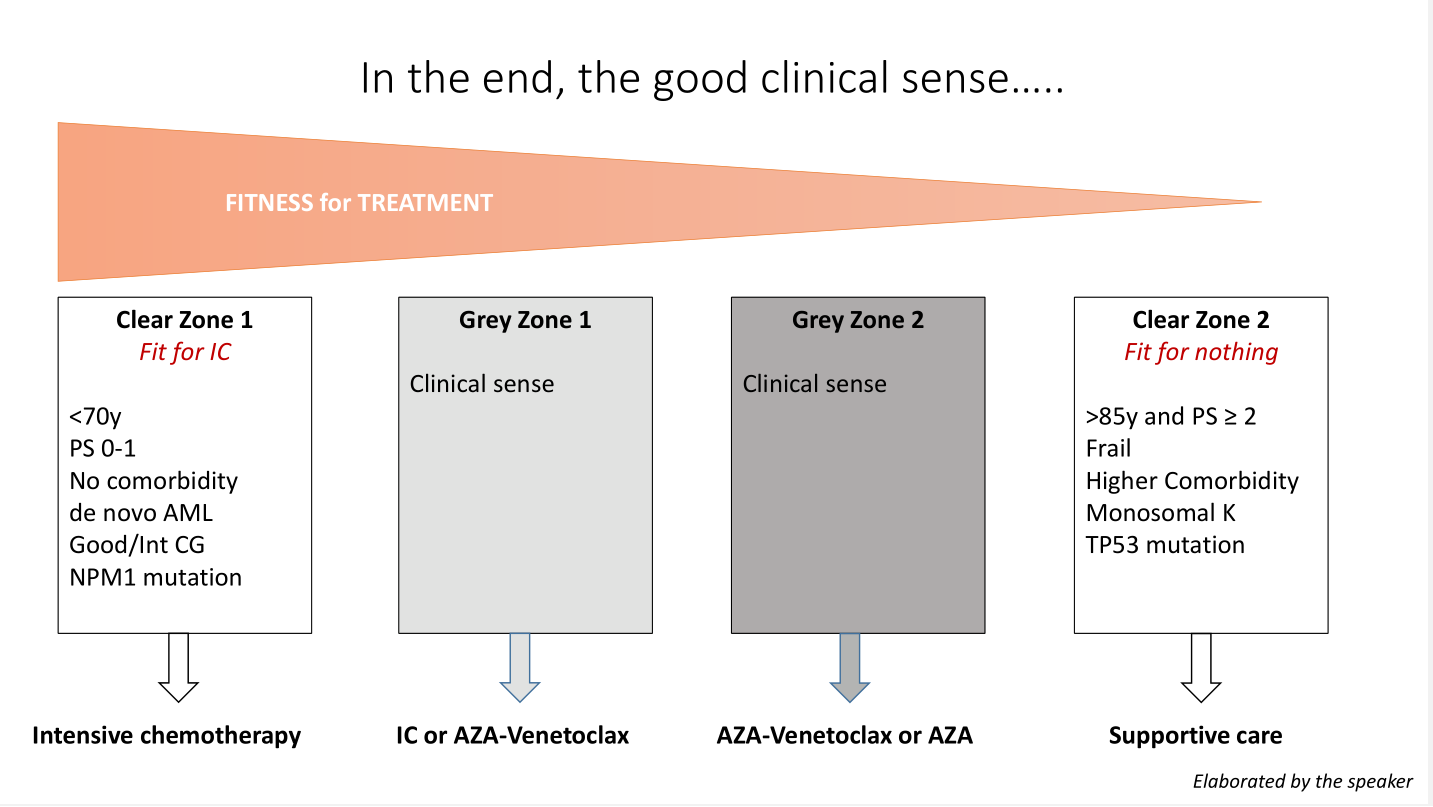 In the end, the good clinical sense…..
FITNESS for TREATMENT
Clear Zone 1
Fit for IC
<70y
PS 0-1
No comorbidity
de novo AML
Good/Int CG
NPM1 mutation
Intensive chemotherapy
Grey Zone 1
Clinical sense
IC or AZA-Venetoclax
Grey Zone 2
Clinical sense
AZA-Venetoclax or AZA
Clear Zone 2
Fit for nothing
>85y and PS ≥ 2
Frail
Higher Comorbidity
Monosomal K
TP53 mutation
Supportive care
Elaborated by the speaker